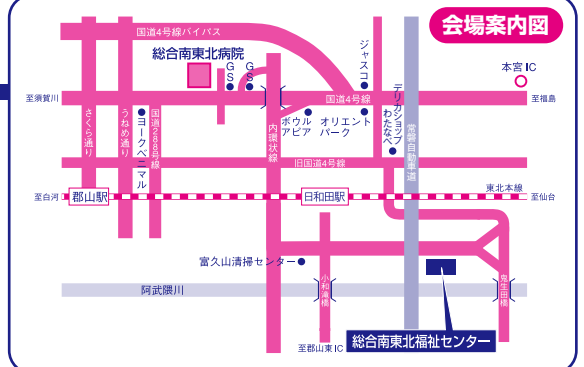 会場案内図
国道4号線バイパス
総合南東北病院
GS
GS
ジャスコ
本宮IC
至須賀川
国道4号線
至福島
さくら通り
うねめ通り
ヨークベニマル
国道288号線
内環状線
ボウルアピア
オリエントパーク
デリカショップわたなべ
常磐自動車道
旧国道4号線
東北本線
至白河
郡山駅
日和田駅
至仙台
富久山清掃センター
阿武隈川
小和滝橋
鬼生田橋
総合南東北福祉センター
至郡山東IC